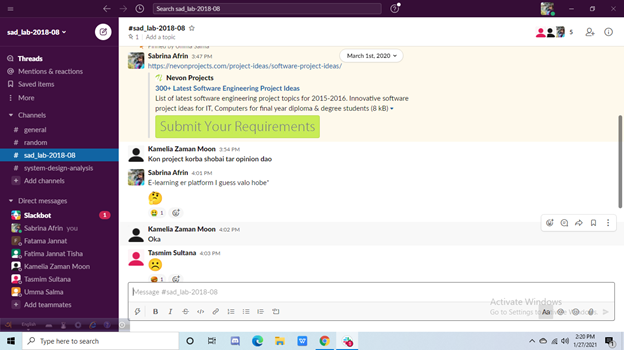 Search sad_lab-2018-08
sad_lab-2018-08
Threads
Mentions & reactions
Saved items
More
Channels
# general
# random
# sad_lab-2018-08
# system-design-analysis
+ Add channels
Direct messages
Slackbot 1
Sabrina Afrin you
Fatama Jannat
Fatima Jannat Tisha
Kamelia Zaman Moon
Tasmim Sultana
Umma Salma
+ Add teammates
#sad_lab-2018-08
1 | Add a topic
5
Pinned by Umma Salma
March 1st, 2020
Sabrina Afrin 3:47 PM
https://nevonprojects.com/project-ideas/software-project-ideas/
Nevon Projects
300+ Latest Software Engineering Project Ideas
List of latest software engineering project topics for 2015-2016. Innovative software
project ideas for IT, Computers for final year diploma & degree students (8 kB)
Submit Your Requirements
Kamelia Zaman Moon 3:54 PM
Kon project korba shobai tar opinion dao
Sabrina Afrin 4:01 PM
E-learning er platform I guess valo hobe"
1
Kamelia Zaman Moon 4:02 PM
Oka
Tasmim Sultana 4:03 PM
1
Message #sad_lab-2018-08
Activate Windows
Go to Settings to
Aa
Type here to search
2:20 PM
1/27/2021